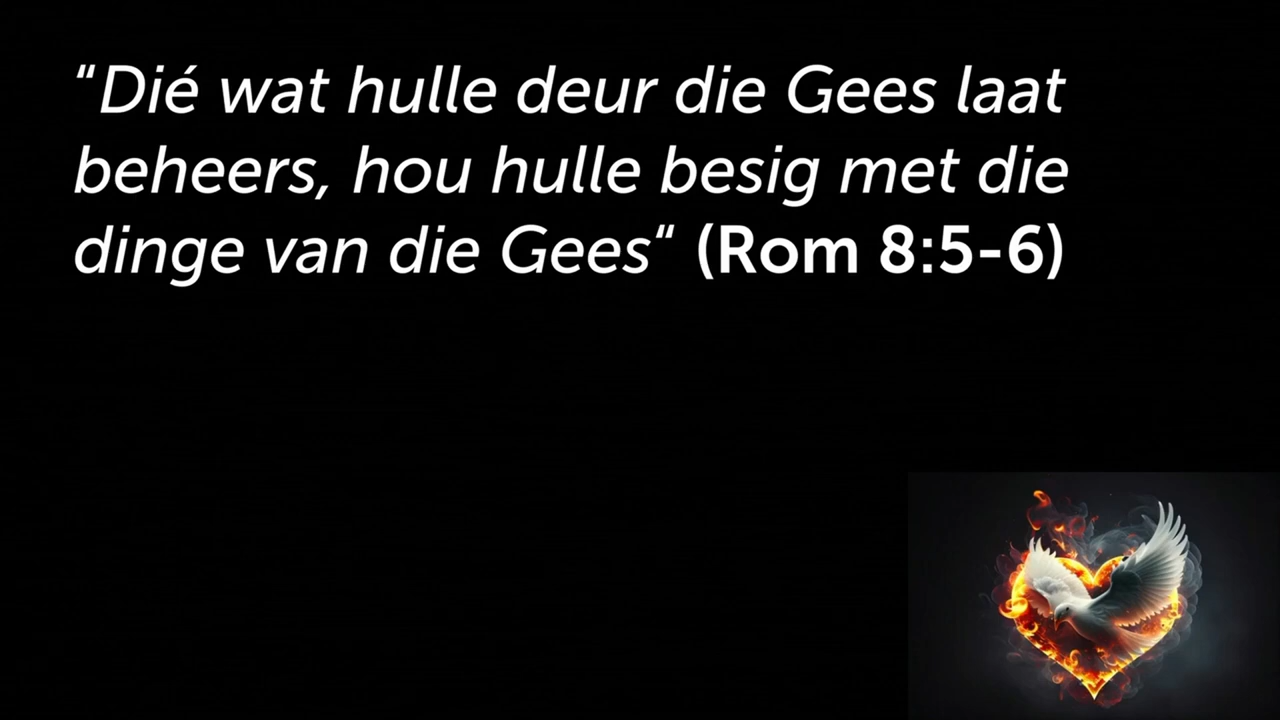 “Dié wat hulle deur die Gees laat
beheers, hou hulle besig met die
dinge van die Gees“ (Rom 8:5-6)